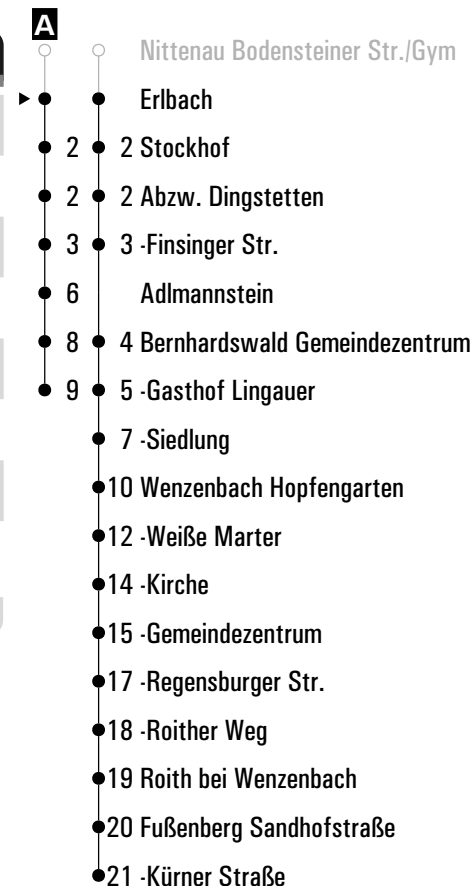 A
Nittenau Bodensteiner Str./Gym
Erlbach
2 2 Stockhof
2 2 Abzw. Dingstetten
3 3 -Finsinger Str.
6 Adlmannstein
8 4 Bernhardswald Gemeindezentrum
9 5 -Gasthof Lingauer
7 -Siedlung
10 Wenzenbach Hopfengarten
12 -Weiße Marter
14 -Kirche
15 -Gemeindezentrum
17 -Regensburger Str.
18 -Roither Weg
19 Roith bei Wenzenbach
20 Fußenberg Sandhofstraße
21 -Kürner Straße